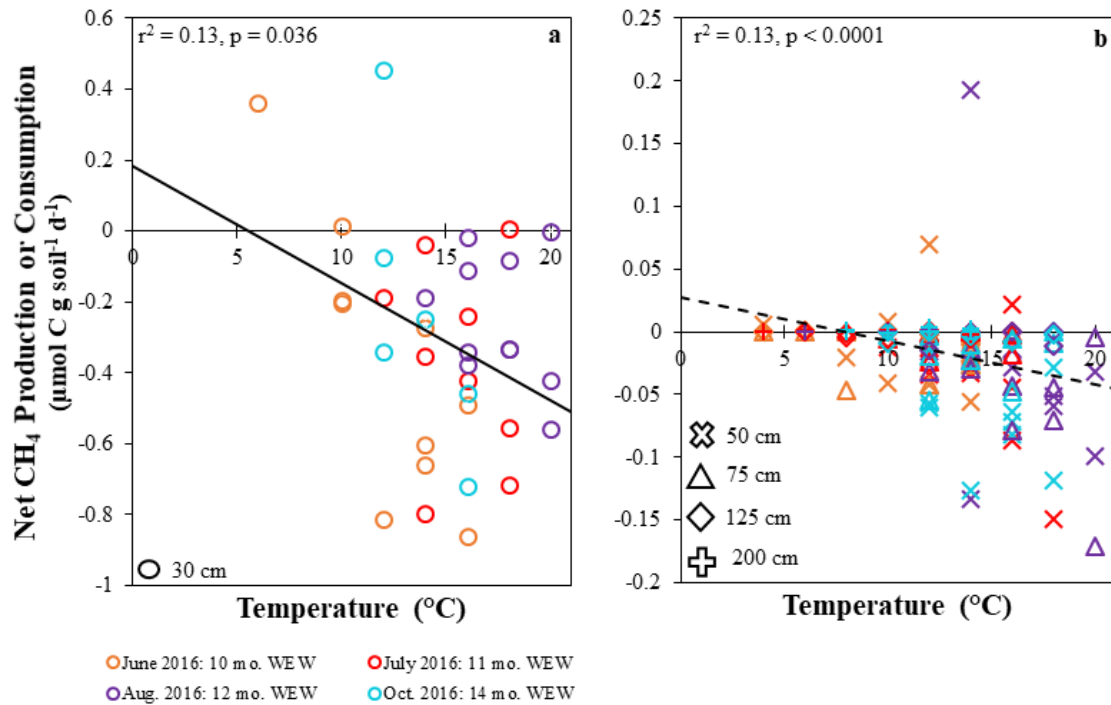 Net CH₄ Production or Consumption
(μmol C g soil⁻¹ d⁻¹)
r² = 0.13, p = 0.036
a
0.6
0.4
0.2
0
-0.2
-0.4
-0.6
-0.8
-1
0 5 10 15 20
30 cm
Temperature (°C)
r² = 0.13, p < 0.0001
b
0.25
0.2
0.15
0.1
0.05
0
-0.05
-0.1
-0.15
-0.2
0 5 10 15 20
50 cm
75 cm
125 cm
200 cm
Temperature (°C)
June 2016: 10 mo. WEW
July 2016: 11 mo. WEW
Aug. 2016: 12 mo. WEW
Oct. 2016: 14 mo. WEW